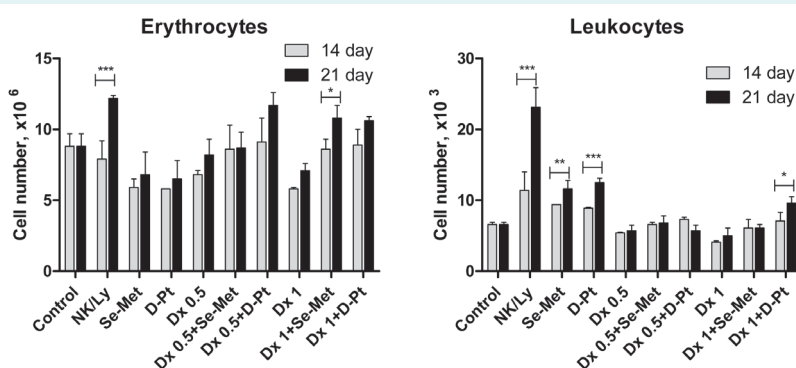 Erythrocytes
Cell number, x10 6
15
10
5
0
***
*
14 day
21 day
Control
NK/Ly
Se-Met
D-Pt
Dx 0.5
Dx 0.5+Se-Met
Dx 0.5+D-Pt
Dx 1
Dx 1+Se-Met
Dx 1+D-Pt
Leukocytes
Cell number, x10 3
30
20
10
0
***
**
***
*
14 day
21 day
Control
NK/Ly
Se-Met
D-Pt
Dx 0.5
Dx 0.5+Se-Met
Dx 0.5+D-Pt
Dx 1
Dx 1+Se-Met
Dx 1+D-Pt